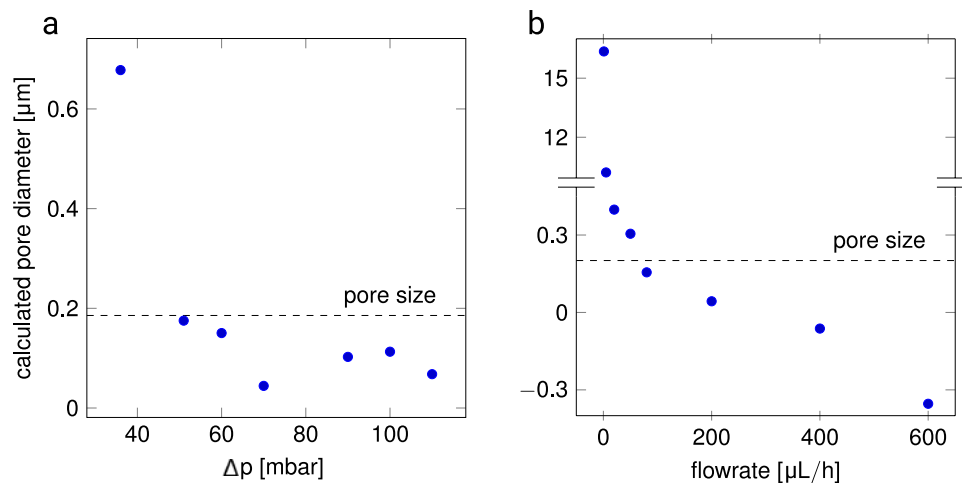 a
calculated pore diameter [µm]
0.6
0.4
0.2
0
pore size
40
60
80
100
Δp [mbar]
b
15
12
0.3
0
−0.3
pore size
0
200
400
600
flowrate [µL/h]